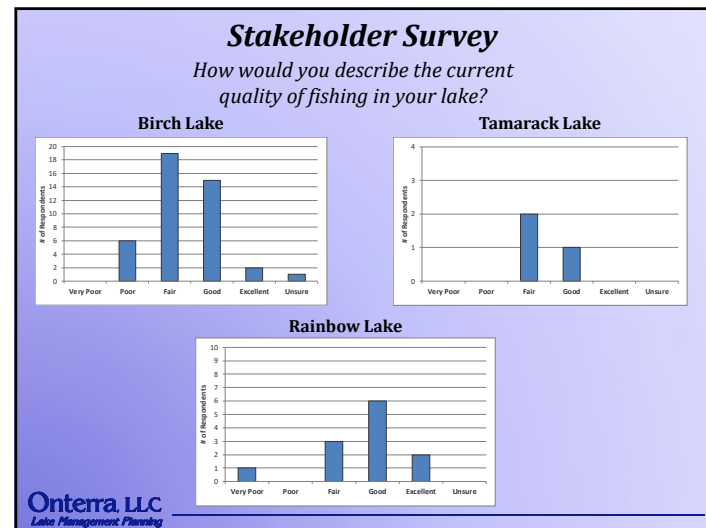 Stakeholder Survey
How would you describe the current
quality of fishing in your lake?
Birch Lake
# of Respondents
20
18
16
14
12
10
8
6
4
2
0
Very Poor Poor Fair Good Excellent Unsure
Tamarack Lake
# of Respondents
4
3
2
1
0
Very Poor Poor Fair Good Excellent Unsure
Rainbow Lake
# of Respondents
10
9
8
7
6
5
4
3
2
1
0
Very Poor Poor Fair Good Excellent Unsure
Onterra, LLC
Lake Management Planning